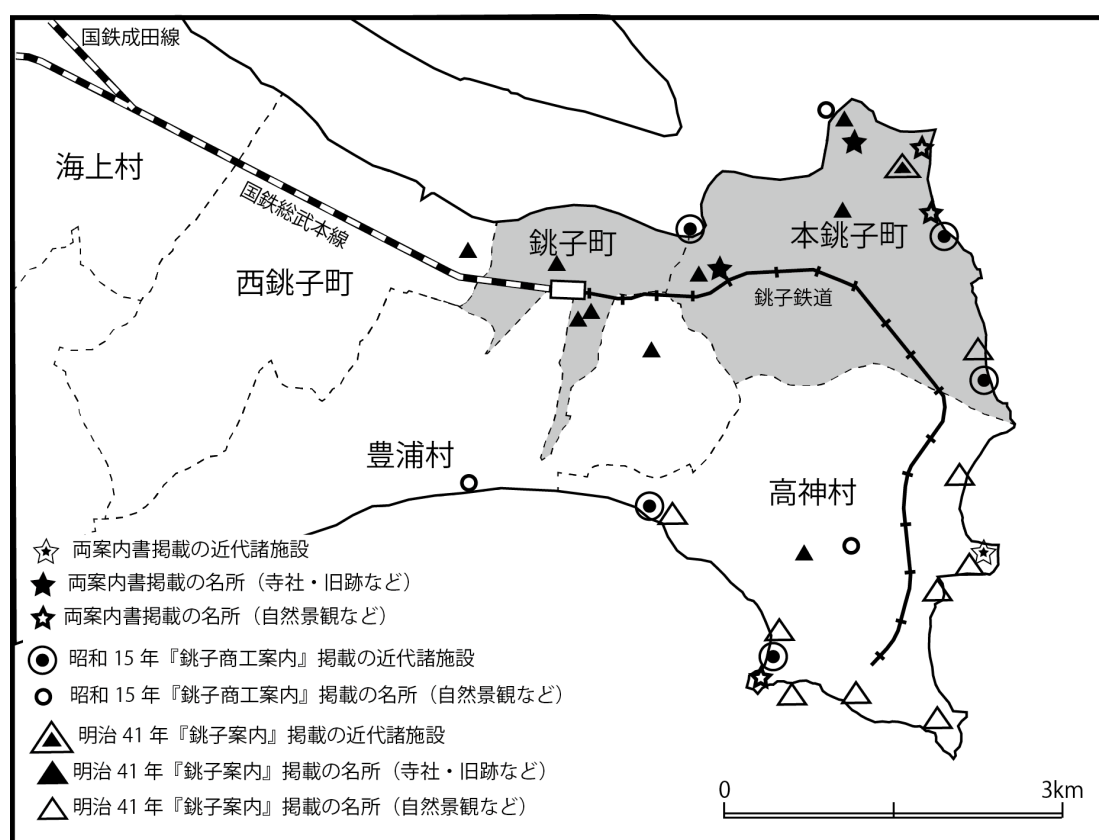 国鉄成田線
海上村
国鉄総武本線
西銚子町
銚子町
本銚子町
銚子鉄道
豊浦村
高神村
両案内書掲載の近代諸施設
両案内書掲載の名所（寺社・旧跡など）
両案内書掲載の名所（自然景観など）
昭和 15 年『銚子商工案内』掲載の近代諸施設
昭和 15 年『銚子商工案内』掲載の名所（自然景観など）
明治 41 年『銚子案内』掲載の近代諸施設
明治 41 年『銚子案内』掲載の名所（寺社・旧跡など）
明治 41 年『銚子案内』掲載の名所（自然景観など）
0 3km